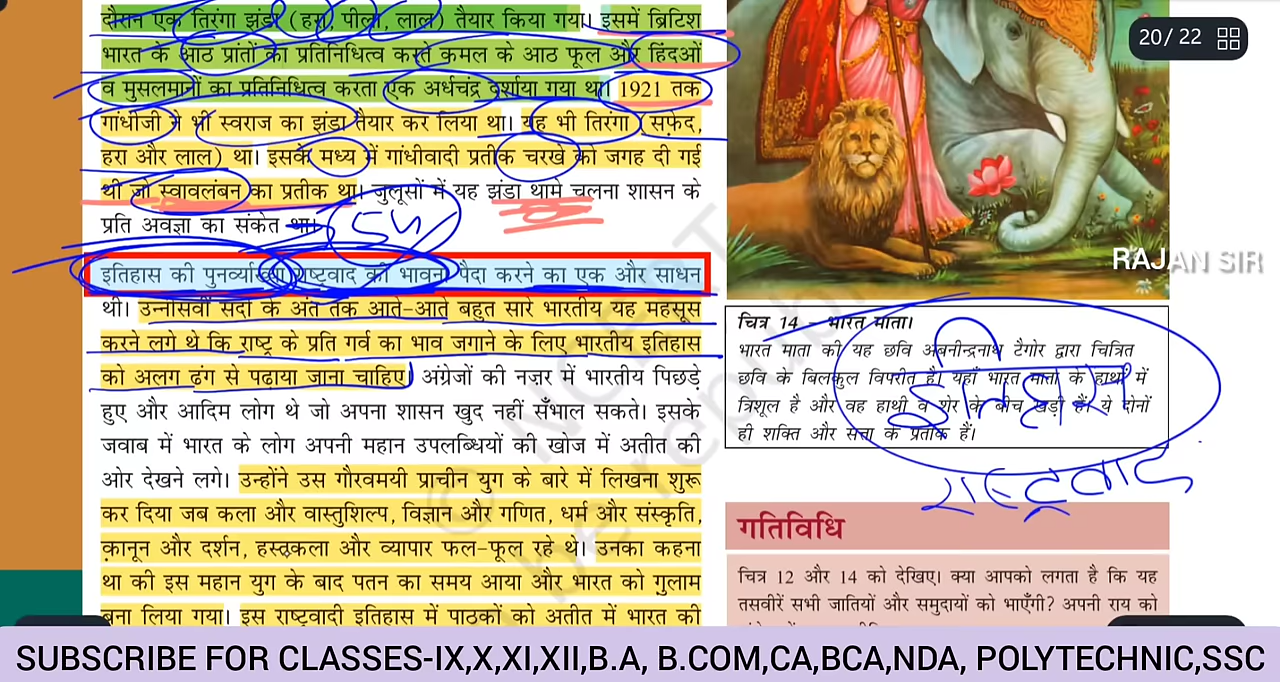 दौरान एक तिरंगा झंडा (हरा, पीला, लाल) तैयार किया गया। इसमें ब्रिटिश
भारत के आठ प्रांतों का प्रतिनिधित्व करते कमल के आठ फूल और हिंदुओं
व मुसलमानों का प्रतिनिधित्व करता एक अर्धचंद्र दर्शाया गया था। 1921 तक
गांधीजी ने भी स्वराज का झंडा तैयार कर लिया था। यह भी तिरंगा (सफ़ेद,
हरा और लाल) था। इसके मध्य में गांधीवादी प्रतीक चरखे को जगह दी गई
थी जो स्वावलंबन का प्रतीक था। जुलूसों में यह झंडा थामे चलना शासन के
प्रति अवज्ञा का संकेत था।
इतिहास की पुनर्व्याख्या राष्ट्रवाद की भावना पैदा करने का एक और साधन
थी। उन्नीसवीं सदी के अंत तक आते-आते बहुत सारे भारतीय यह महसूस
करने लगे थे कि राष्ट्र के प्रति गर्व का भाव जगाने के लिए भारतीय इतिहास
को अलग ढंग से पढाया जाना चाहिए। अंग्रेजों की नज़र में भारतीय पिछड़े
हुए और आदिम लोग थे जो अपना शासन खुद नहीं सँभाल सकते। इसके
जवाब में भारत के लोग अपनी महान उपलब्धियों की खोज में अतीत की
ओर देखने लगे। उन्होंने उस गौरवमयी प्राचीन युग के बारे में लिखना शुरू
कर दिया जब कला और वास्तुशिल्प, विज्ञान और गणित, धर्म और संस्कृति,
क़ानून और दर्शन, हस्तकला और व्यापार फल-फूल रहे थे। उनका कहना
था की इस महान युग के बाद पतन का समय आया और भारत को गुलाम
बना लिया गया। इस राष्ट्रवादी इतिहास में पाठकों को अतीत में भारत की
20/ 22
RAJAN SIR
चित्र 14 – भारत माता।
भारत माता की यह छवि अबनीन्द्रनाथ टैगोर द्वारा चित्रित
छवि के बिलकुल विपरीत है। यहाँ भारत माता के हाथों में
त्रिशूल है और वह हाथी व शेर के बीच खड़ी हैं। ये दोनों
ही शक्ति और सत्ता के प्रतीक हैं।
इतिहास
राष्ट्रवाद
गतिविधि
चित्र 12 और 14 को देखिए। क्या आपको लगता है कि यह
तसवीरें सभी जातियों और समुदायों को भाएँगी? अपनी राय को
SUBSCRIBE FOR CLASSES-IX,X,XI,XII,B.A, B.COM,CA,BCA,NDA, POLYTECHNIC,SSC